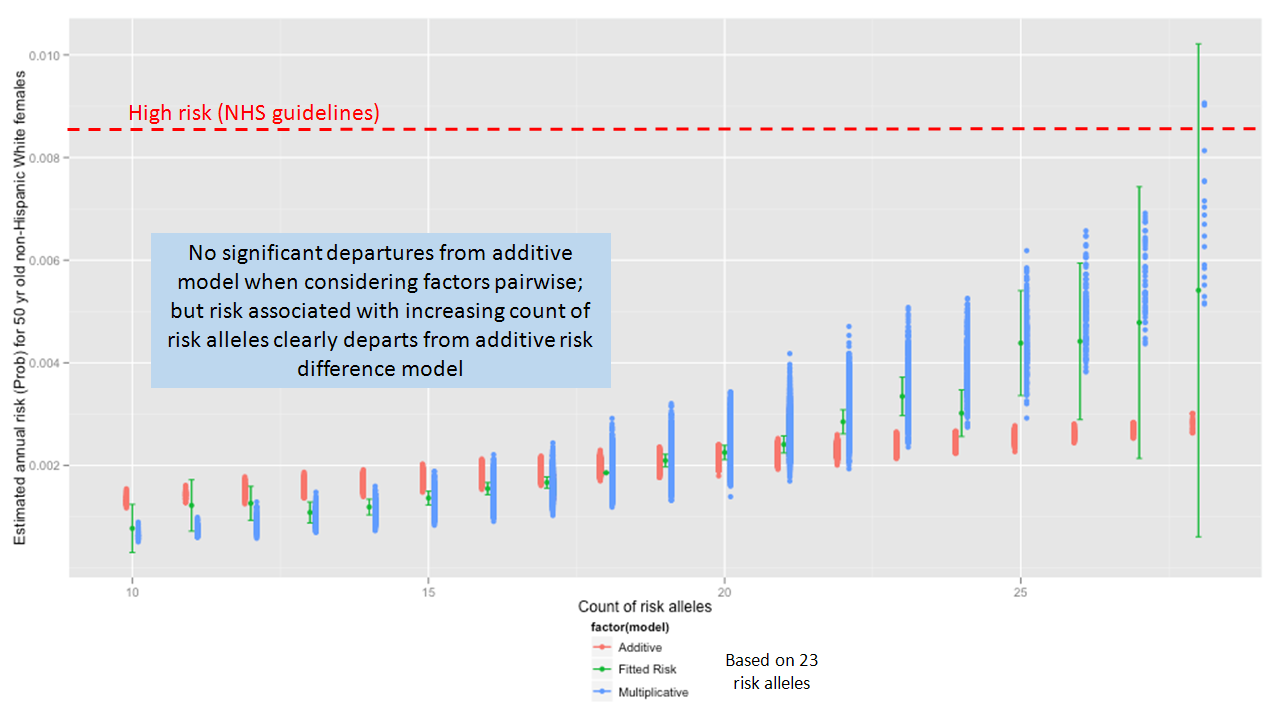 Estimated annual risk (Prob) for 50 yr old non-Hispanic White females
0.010
0.008
0.006
0.004
0.002
High risk (NHS guidelines)
No significant departures from additive
model when considering factors pairwise;
but risk associated with increasing count of
risk alleles clearly departs from additive risk
difference model
10
15
20
25
Count of risk alleles
factor(model)
Additive
Fitted Risk
Multiplicative
Based on 23
risk alleles